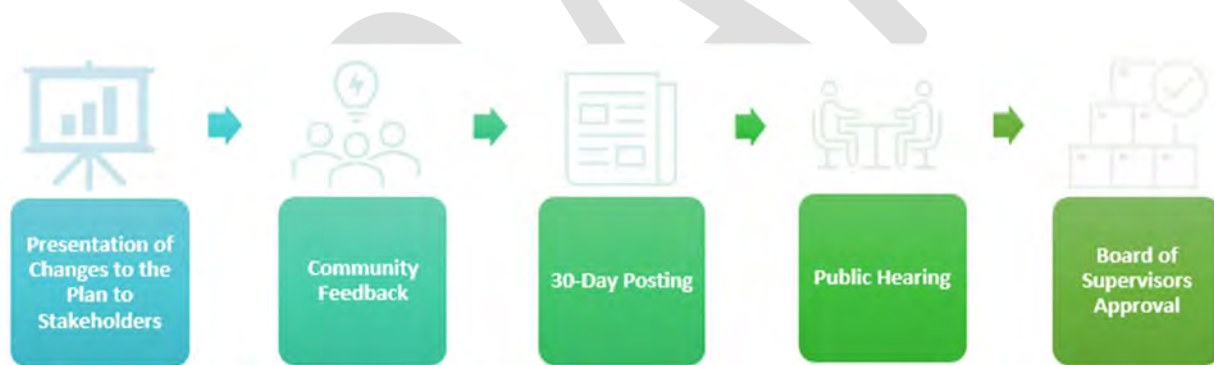 Presentation of
Changes to the
Plan to
Stakeholders
Community
Feedback
30-Day Posting
Public Hearing
Board of
Supervisors
Approval